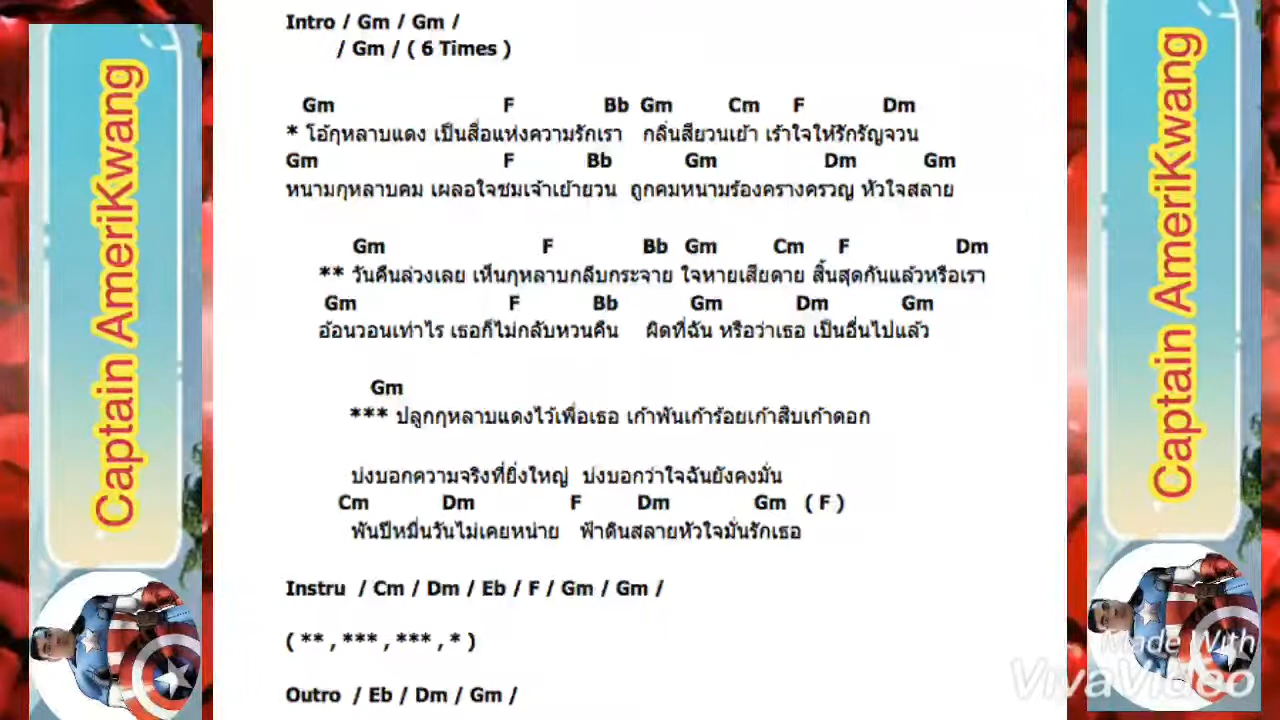 Intro / Gm / Gm /
/ Gm / ( 6 Times )
Gm F Bb Gm Cm F Dm
* โอ้กุหลาบแดง เป็นสื่อแห่งความรักเรา กลิ่นสียวนเย้า เร้าใจให้รักรัญจวน
Gm F Bb Gm Dm Gm
หนามกุหลาบคม เผลอใจชมเจ้าเย้ายวน ถูกคมหนามร้องครางครวญ หัวใจสลาย
Gm F Bb Gm Cm F Dm
** วันคืนล่วงเลย เห็นกุหลาบกลีบกระจาย ใจหายเสียดาย สิ้นสุดกันแล้วหรือเรา
Gm F Bb Gm Dm Gm
อ้อนวอนเท่าไร เธอก็ไม่กลับหวนคืน ผิดที่ฉัน หรือว่าเธอ เป็นอื่นไปแล้ว
Gm
*** ปลูกกุหลาบแดงไว้เพื่อเธอ เก้าพันเก้าร้อยเก้าสิบเก้าดอก
บ่งบอกความจริงที่ยิ่งใหญ่ บ่งบอกว่าใจฉันยังคงมั่น
Cm Dm F Dm Gm ( F )
พันปีหมื่นวันไม่เคยหน่าย ฟ้าดินสลายหัวใจมั่นรักเธอ
Instru / Cm / Dm / Eb / F / Gm / Gm /
( ** , *** , *** , * )
Outro / Eb / Dm / Gm /
Captain AmeriKwang
Captain AmeriKwang
Made With
VivaVideo